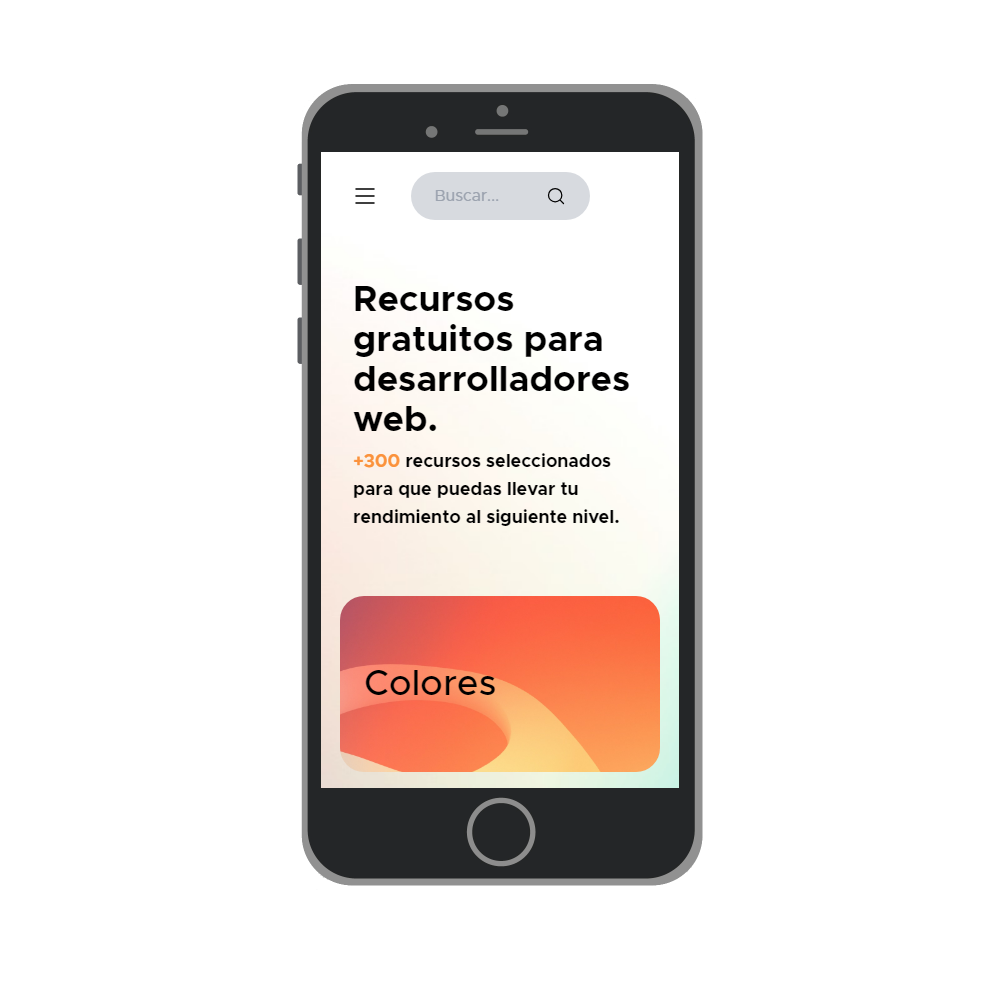 Buscar...
Recursos
gratuitos para
desarrolladores
web.
+300 recursos seleccionados
para que puedas llevar tu
rendimiento al siguiente nivel.
Colores